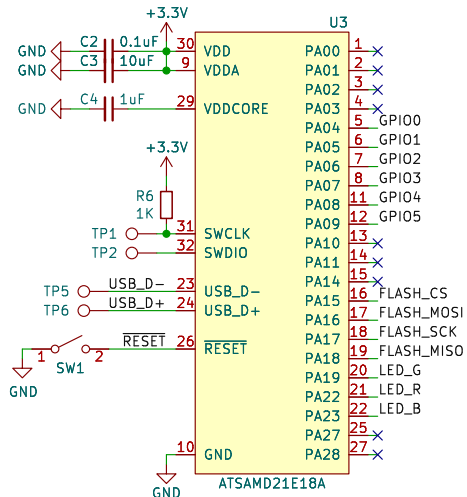 U3
+3.3V
C2 0.1uF
GND
30 VDD
PA00 1
C3 10uF
GND
9 VDDA
PA01 2
PA02 3
C4 1uF
GND
29 VDDCORE
PA03 4
PA04 5 GPIO0
PA05 6 GPIO1
+3.3V
PA06 7 GPIO2
PA07 8 GPIO3
R6
1K
PA08 11 GPIO4
PA09 12 GPIO5
TP1 31 SWCLK
PA10 13
TP2 32 SWDIO
PA11 14
PA14 15
TP5 USB_D- 23 USB_D-
PA15 16 FLASH_CS
TP6 USB_D+ 24 USB_D+
PA16 17 FLASH_MOSI
PA17 18 FLASH_SCK
1 SW1 2 RESET 26 RESET
PA18 19 FLASH_MISO
GND
PA19 20 LED_G
PA22 21 LED_R
PA23 22 LED_B
PA27 25
10 GND
PA28 27
GND
ATSAMD21E18A